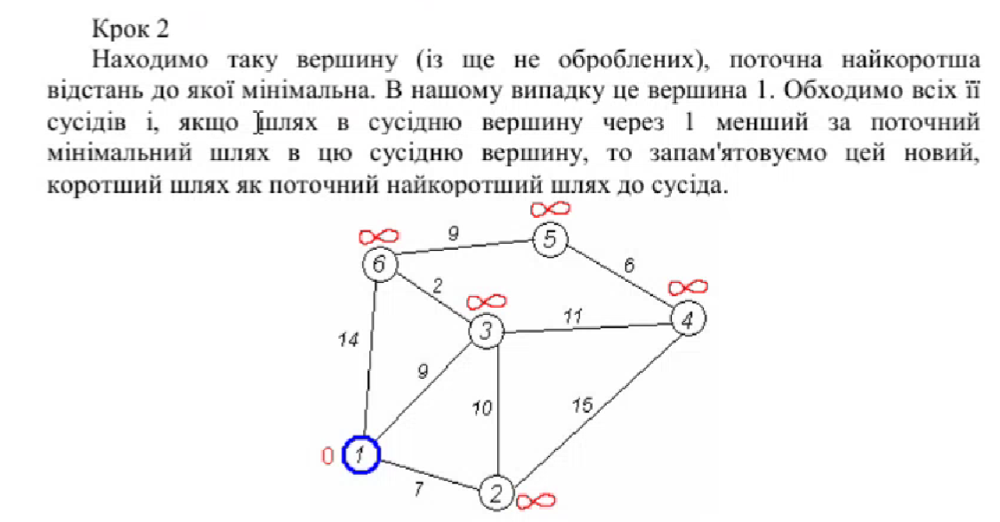 Крок 2
Находимо таку вершину (із ще не оброблених), поточна найкоротша
відстань до якої мінімальна. В нашому випадку це вершина 1. Обходимо всіх її
сусідів і, якщо шлях в сусідню вершину через 1 менший за поточний
мінімальний шлях в цю сусідню вершину, то запам'ятовуємо цей новий,
коротший шлях як поточний найкоротший шлях до сусіда.
∞
∞ 9 5
6 6
2 ∞ ∞
11 4
14 3
9
10 15
0 1
7 2 ∞